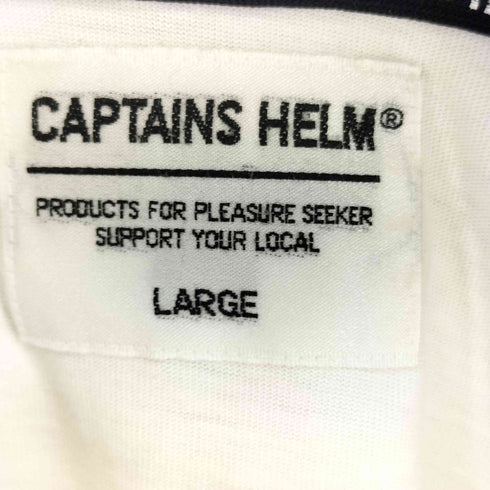 CAPTAINS HELM®
PRODUCTS FOR PLEASURE SEEKER
SUPPORT YOUR LOCAL
LARGE